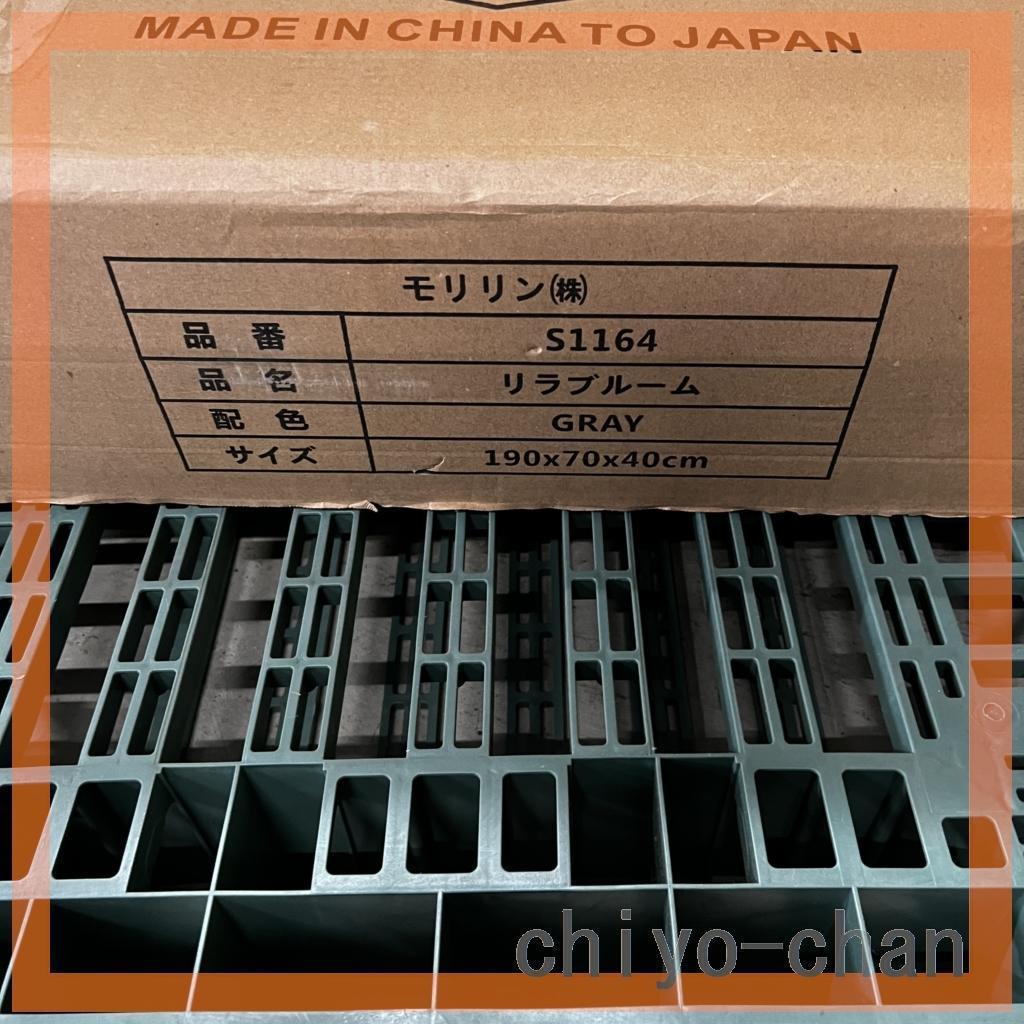 MADE IN CHINA TO JAPAN
モリリン㈱
品番 S1164
品名 リラブルーム
配色 GRAY
サイズ 190x70x40cm
chiyo-chan